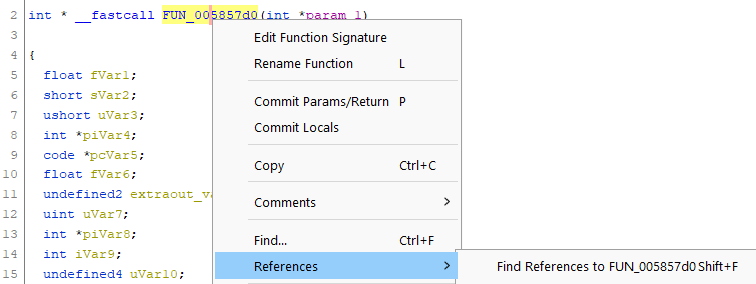 2 int * __fastcall FUN_005857d0(int *param_1)
3
4 {
5 float fVar1;
6 short sVar2;
7 ushort uVar3;
8 int *piVar4;
9 code *pcVar5;
10 float fVar6;
11 undefined2 extraout_va
12 uint uVar7;
13 int *piVar8;
14 int iVar9;
15 undefined4 uVar10;
Edit Function Signature
Rename Function L
Commit Params/Return P
Commit Locals
Copy Ctrl+C
Comments >
Find... Ctrl+F
References >
Find References to FUN_005857d0 Shift+F